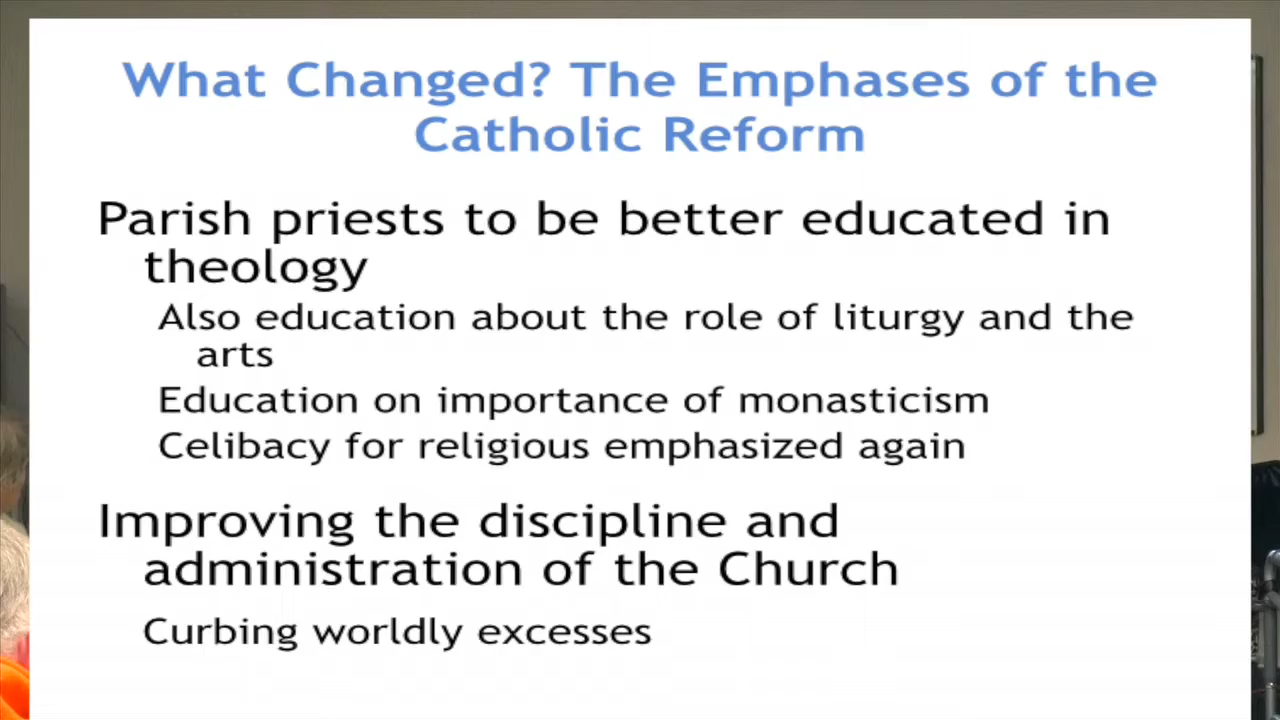 What Changed? The Emphases of the
Catholic Reform
Parish priests to be better educated in
theology
Also education about the role of liturgy and the
arts
Education on importance of monasticism
Celibacy for religious emphasized again
Improving the discipline and
administration of the Church
Curbing worldly excesses